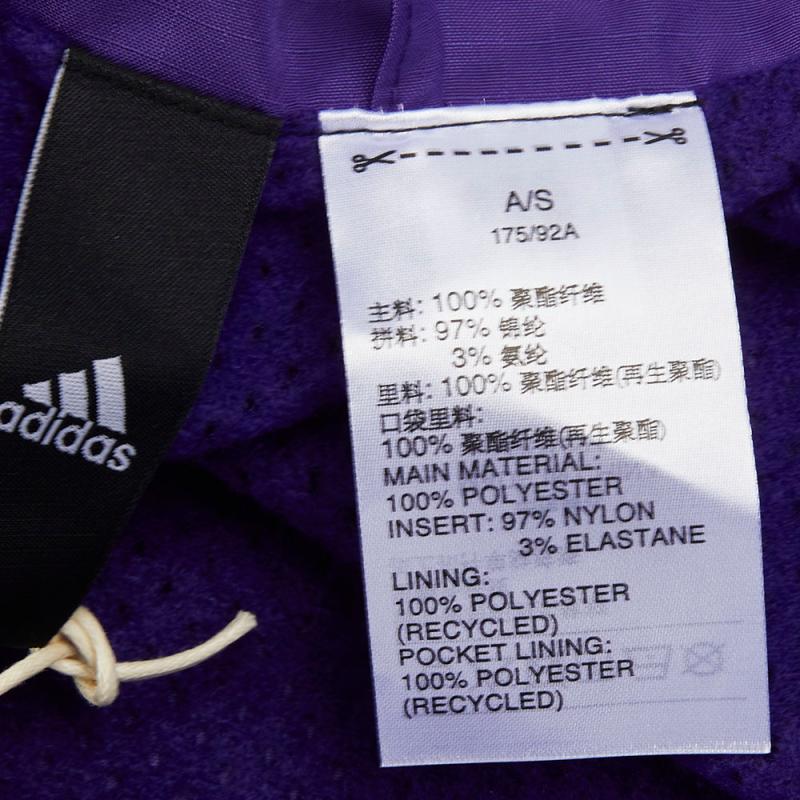 adidas
A/S
175/92A
主料: 100% 聚酯纤维
拼料: 97% 锦纶
3% 氨纶
里料: 100% 聚酯纤维(再生聚酯)
口袋里料:
100% 聚酯纤维(再生聚酯)
MAIN MATERIAL:
100% POLYESTER
INSERT: 97% NYLON
3% ELASTANE
LINING:
100% POLYESTER
(RECYCLED)
POCKET LINING:
100% POLYESTER
(RECYCLED)